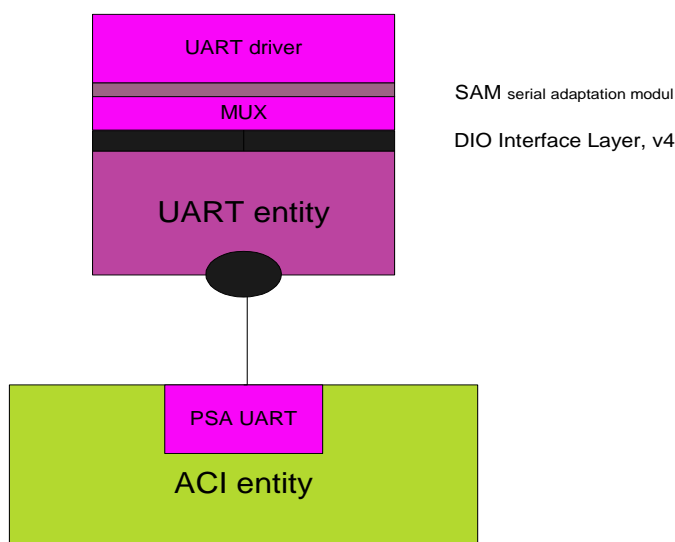 UART driver
SAM serial adaptation modul
MUX
DIO Interface Layer, v4
UART entity
PSA UART
ACI entity